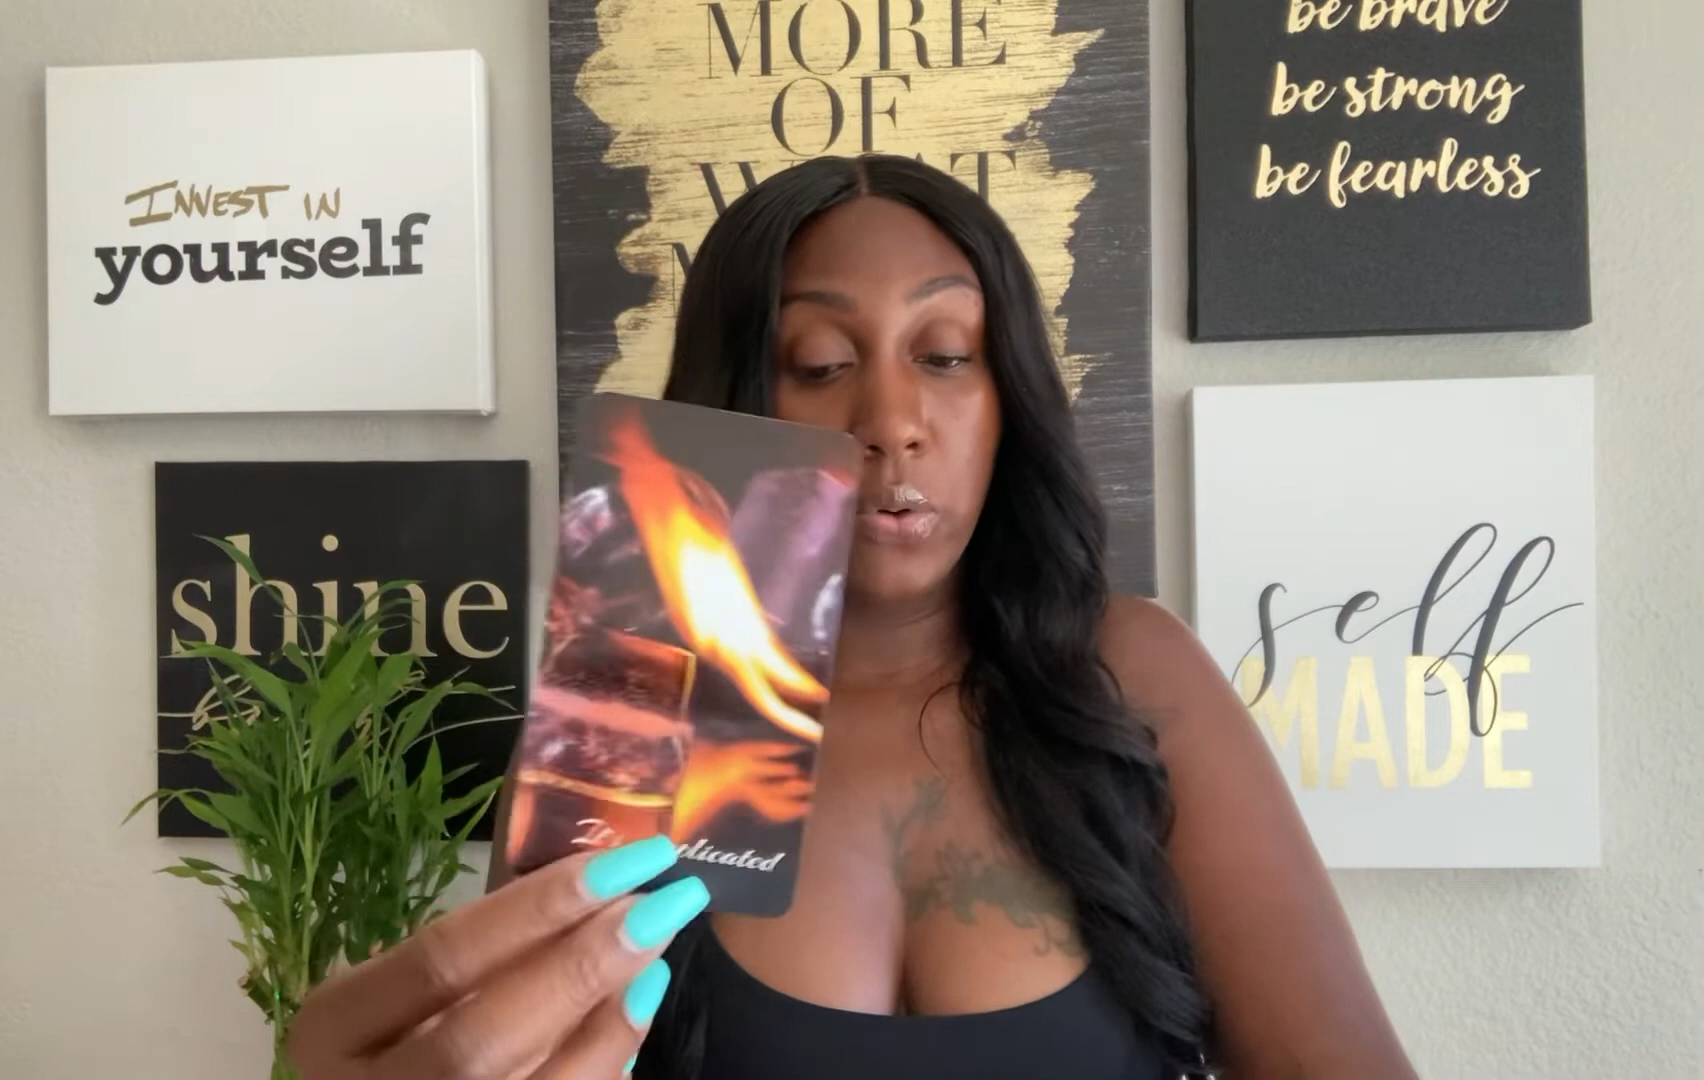 INVEST IN
yourself
MORE
OF
be brave
be strong
be fearless
shine
self
MADE